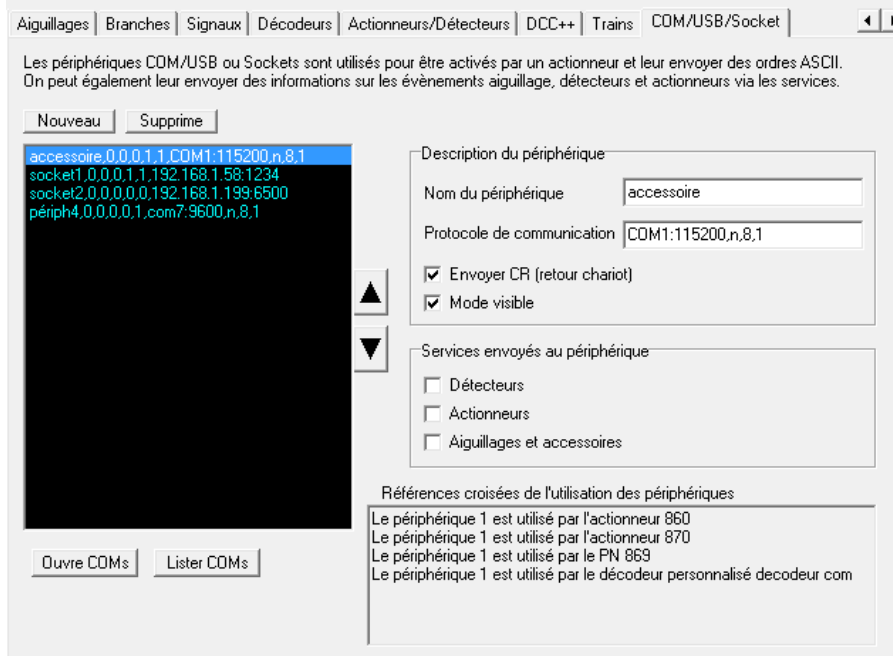 Aiguillages Branches Signaux Décodeurs Actionneurs/Détecteurs DCC++ Trains COM/USB/Socket
Les périphériques COM/USB ou Sockets sont utilisés pour être activés par un actionneur et leur envoyer des ordres ASCII.
On peut également leur envoyer des informations sur les évènements aiguillage, détecteurs et actionneurs via les services.
Nouveau Supprime
accessoire,0,0,0,1,1,COM1:115200,n,8,1
socket1,0,0,0,1,1,192.168.1.58:1234
socket2,0,0,0,0,0,192.168.1.199:6500
périph4,0,0,0,0,1,com7:9600,n,8,1
Ouvre COMs Lister COMs
Description du périphérique
Nom du périphérique accessoire
Protocole de communication COM1:115200,n,8,1
Envoyer CR (retour chariot)
Mode visible
Services envoyés au périphérique
Détecteurs
Actionneurs
Aiguillages et accessoires
Références croisées de l'utilisation des périphériques
Le périphérique 1 est utilisé par l'actionneur 860
Le périphérique 1 est utilisé par l'actionneur 870
Le périphérique 1 est utilisé par le PN 869
Le périphérique 1 est utilisé par le décodeur personnalisé decodeur com